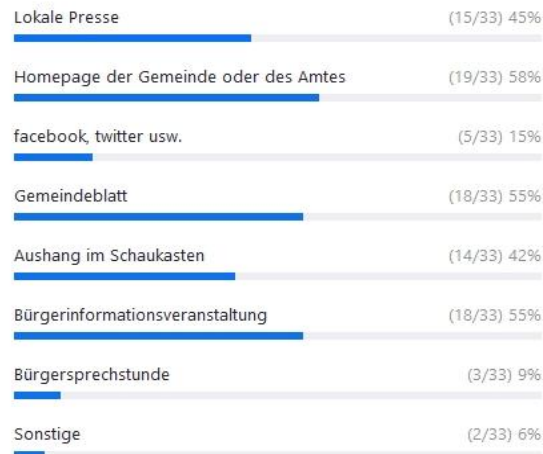 Lokale Presse (15/33) 45%
Homepage der Gemeinde oder des Amtes (19/33) 58%
facebook, twitter usw. (5/33) 15%
Gemeindeblatt (18/33) 55%
Aushang im Schaukasten (14/33) 42%
Bürgerinformationsveranstaltung (18/33) 55%
Bürgersprechstunde (3/33) 9%
Sonstige (2/33) 6%